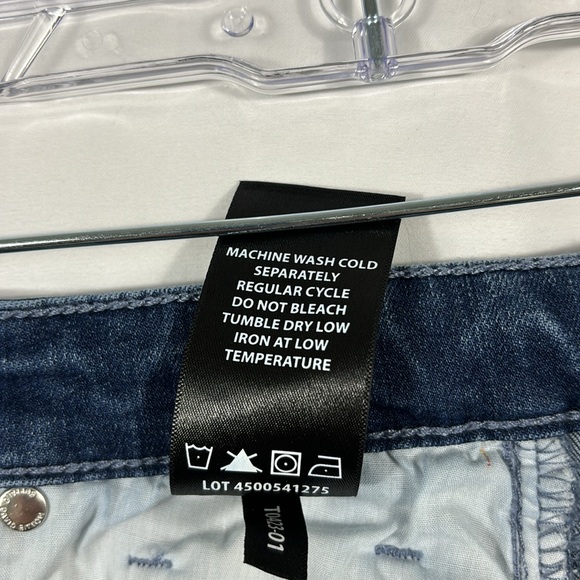 MACHINE WASH COLD
SEPARATELY
REGULAR CYCLE
DO NOT BLEACH
TUMBLE DRY LOW
IRON AT LOW
TEMPERATURE
LOT 4500541275
T0422-01